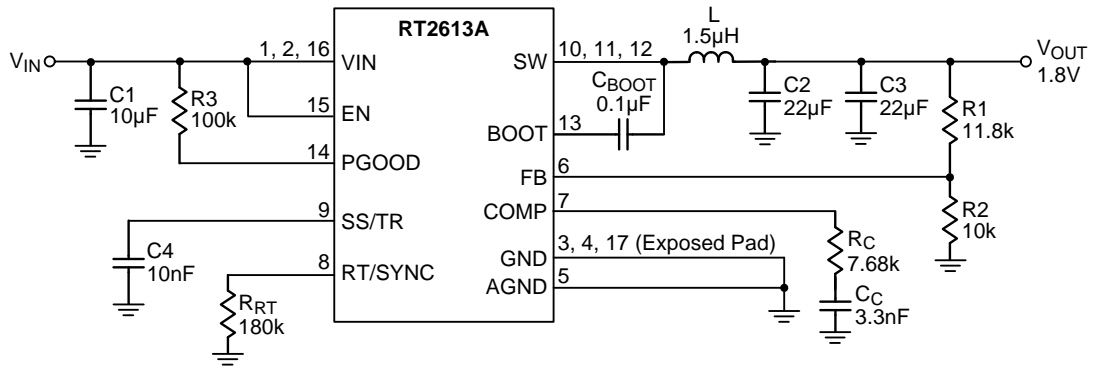 RT2613A
VIN
1, 2, 16
VIN
C1
10µF
R3
100k
15
EN
14
PGOOD
9
SS/TR
C4
10nF
8
RT/SYNC
RRT
180k
SW
10, 11, 12
L
1.5µH
CBOOT
0.1µF
BOOT
13
C2
22µF
C3
22µF
VOUT
1.8V
R1
11.8k
FB
6
R2
10k
COMP
7
RC
7.68k
CC
3.3nF
GND
3, 4, 17 (Exposed Pad)
AGND
5